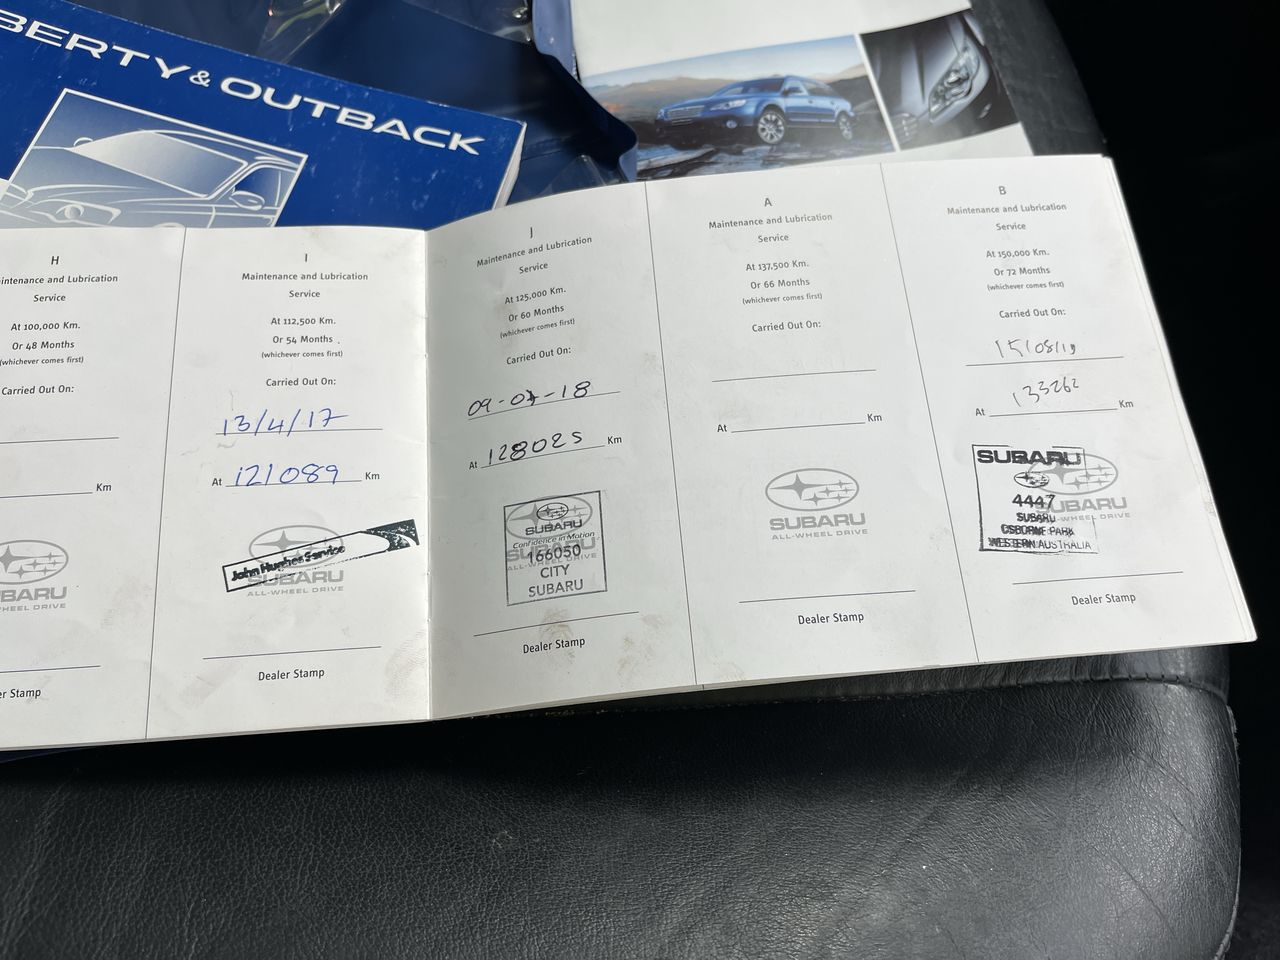 BERTY & OUTBACK
H
intenance and Lubrication
Service
At 100,000 Km.
Or 48 Months
(whichever comes first)
Carried Out On:
Km
SUBARU
WHEEL DRIVE
er Stamp
I
Maintenance and Lubrication
Service
At 112,500 Km.
Or 54 Months
(whichever comes first)
Carried Out On:
13/4/17
At 121089 Km
John Hughes Service
SUBARU
ALL-WHEEL DRIVE
Dealer Stamp
J
Maintenance and Lubrication
Service
At 125,000 Km.
Or 60 Months
(whichever comes first)
Carried Out On:
09-07-18
At 128025 Km
SUBARU
Confidence in Motion
166050
CITY
SUBARU
Dealer Stamp
A
Maintenance and Lubrication
Service
At 137,500 Km.
Or 66 Months
(whichever comes first)
Carried Out On:
At Km
SUBARU
ALL-WHEEL DRIVE
Dealer Stamp
B
Maintenance and Lubrication
Service
At 150,000 Km.
Or 72 Months
(whichever comes first)
Carried Out On:
15/08/19
At 133262 Km
SUBARU
4447
SUBARU
OSBORNE PARK
WESTERN AUSTRALIA
Dealer Stamp